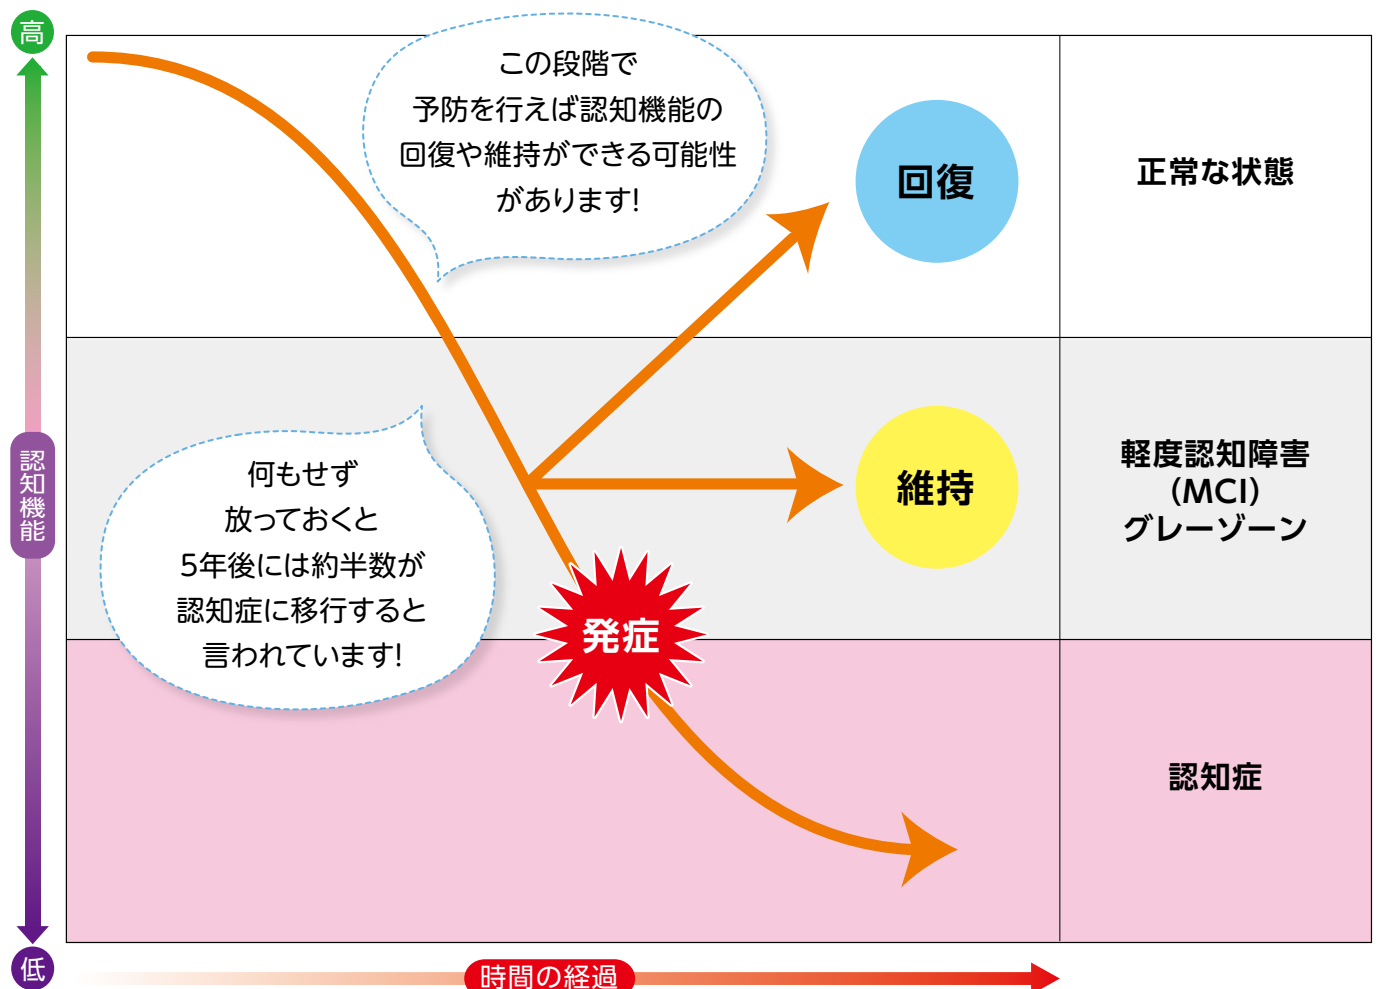 高
この段階で
予防を行えば認知機能の
回復や維持ができる可能性
があります!
回復
正常な状態
認知機能
何もせず
放っておくと
5年後には約半数が
認知症に移行すると
言われています!
維持
軽度認知障害
(MCI)
グレーゾーン
発症
認知症
低
時間の経過